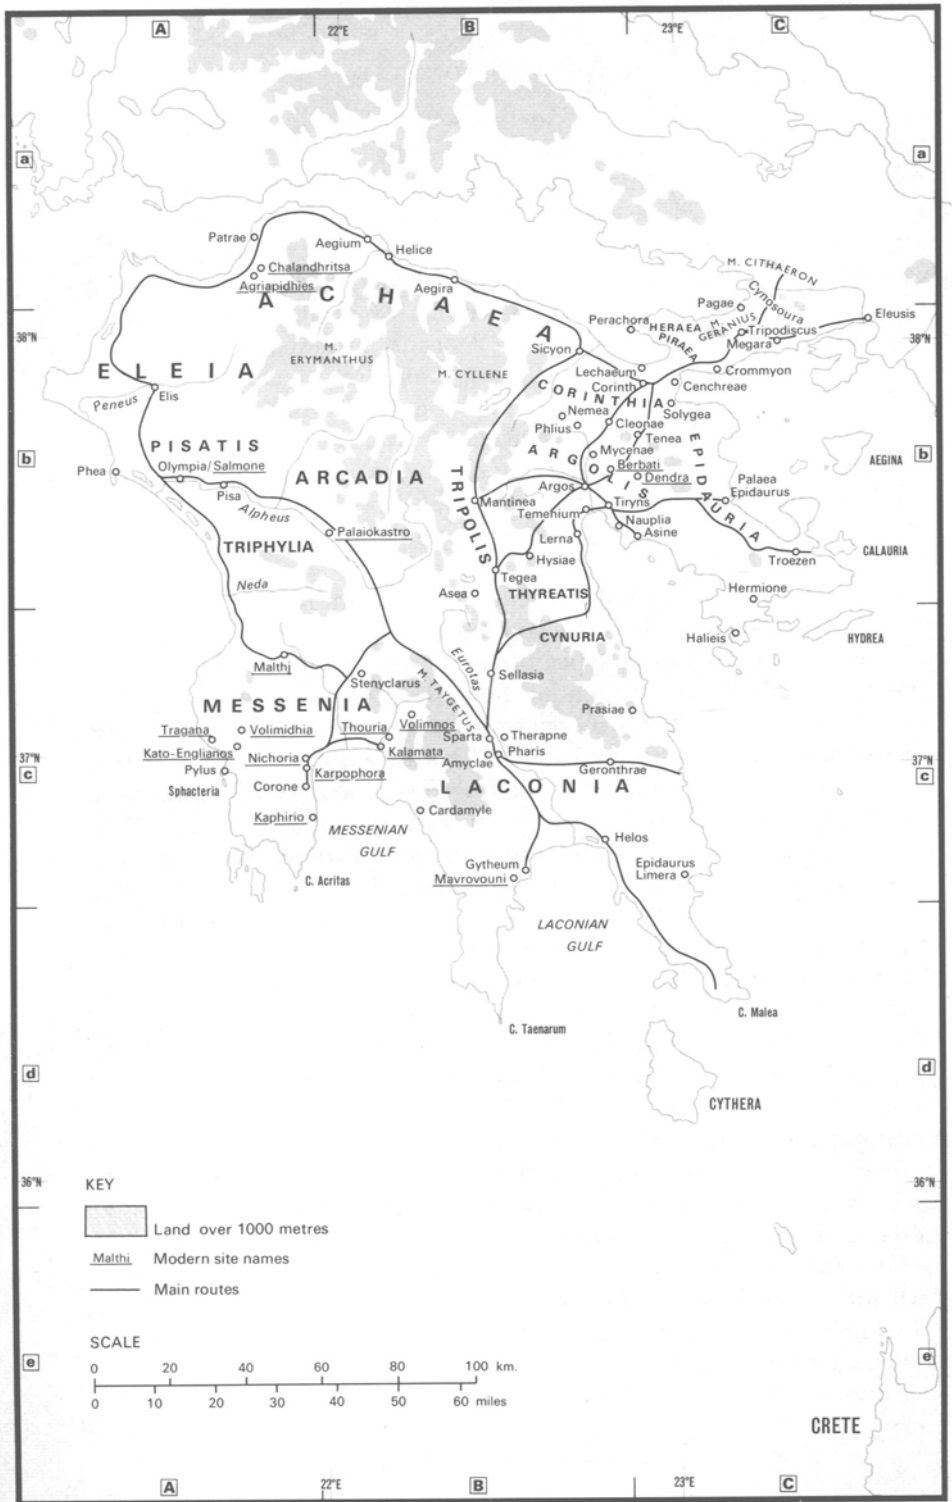 A
22°E
B
23°E
C
a
a
M. CITHAERON
Patrae
Aegium
Helice
Chalandhritsa
Agriapidhies
Aegira
ACHAEA
Pagae
Cynosoura
Eleusis
38°N
38°N
Perachora
HERAEA
M. GERANIUS
PIRAEA
Tripodiscus
Megara
M.
ERYMANTHUS
Sicyon
M. CYLLENE
Lechaeum
Corinth
Crommyon
Cenchreae
ELEIA
Peneus
Elis
CORINTHIA
Solygea
Nemea
Phlius
Cleonae
Tenea
PISATIS
b
b
Olympia/Salmone
Phea
Pisa
ARCADIA
ARGOLIS
Mycenae
Berbati
Dendra
EPIDAURIA
AEGINA
Argos
Palaea
Epidaurus
TRIPOLIS
Mantinea
Temenium
Tiryns
Nauplia
Asine
Alpheus
Palaiokastro
Lerna
TRIPHYLIA
Hysiae
Troezen
CALAURIA
Tegea
Neda
Asea
THYREATIS
Hermione
CYNURIA
Halieis
HYDREA
Malthi
Stenyclarus
M. TAYGETUS
Eurotas
Sellasia
MESSENIA
Volimnos
Prasiae
Tragana
Volimidhia
Thouria
Sparta
Therapne
Kato-Englianos
Nichoria
Kalamata
Amyclae
Pharis
37°N
37°N
c
c
Pylus
Karpophora
Geronthrae
Sphacteria
Corone
LACONIA
Kaphirio
Cardamyle
MESSENIAN
GULF
Helos
Gytheum
Mavrovouni
Epidaurus
Limera
C. Acritas
LACONIAN
GULF
C. Malea
C. Taenarum
d
d
CYTHERA
36°N
36°N
KEY
Land over 1000 metres
Malthi Modern site names
Main routes
SCALE
0 20 40 60 80 100 km.
0 10 20 30 40 50 60 miles
e
e
CRETE
A
22°E
B
23°E
C